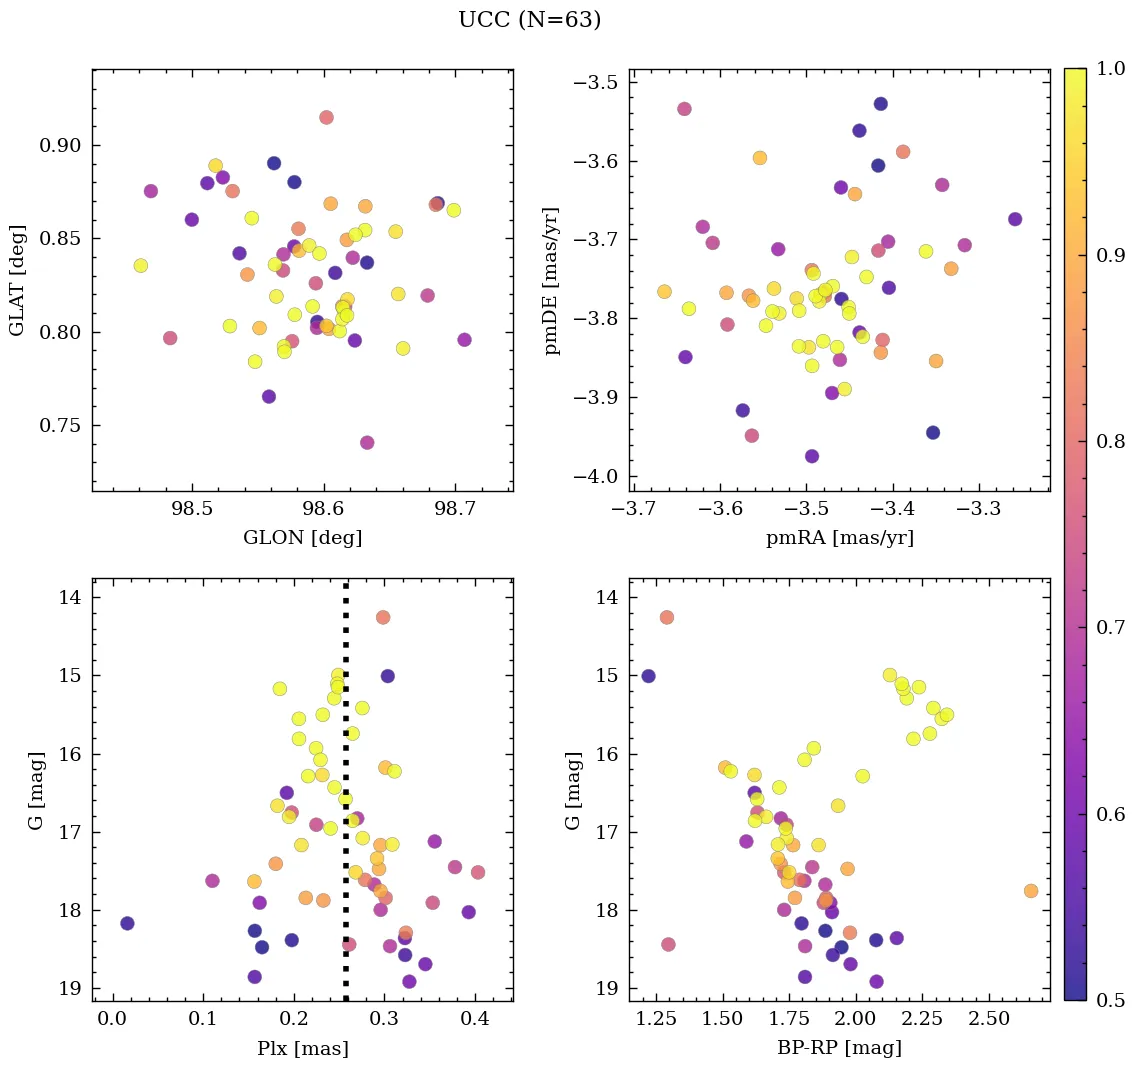 UCC (N=63)
0.90
0.85
0.80
0.75
GLAT [deg]
98.5 98.6 98.7
GLON [deg]
−3.5
−3.6
−3.7
−3.8
−3.9
−4.0
pmDE [mas/yr]
−3.7 −3.6 −3.5 −3.4 −3.3
pmRA [mas/yr]
1.0
0.9
0.8
0.7
0.6
0.5
14
15
16
17
18
19
G [mag]
0.0 0.1 0.2 0.3 0.4
Plx [mas]
14
15
16
17
18
19
G [mag]
1.25 1.50 1.75 2.00 2.25 2.50
BP-RP [mag]